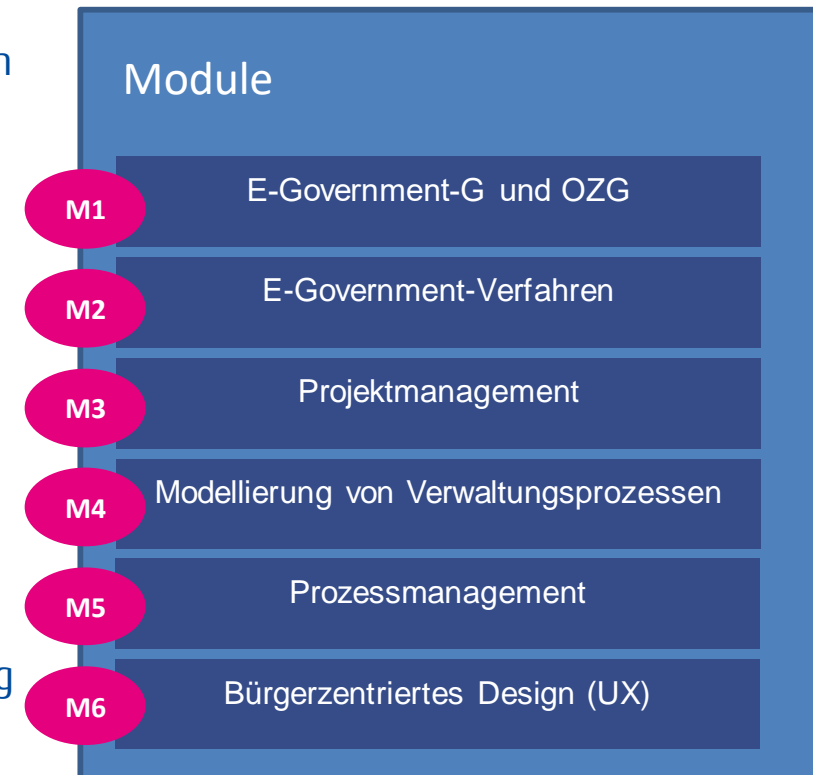 n
Module
M1
E-Government-G und OZG
M2
E-Government-Verfahren
M3
Projektmanagement
M4
Modellierung von Verwaltungsprozessen
M5
Prozessmanagement
g
M6
Bürgerzentriertes Design (UX)